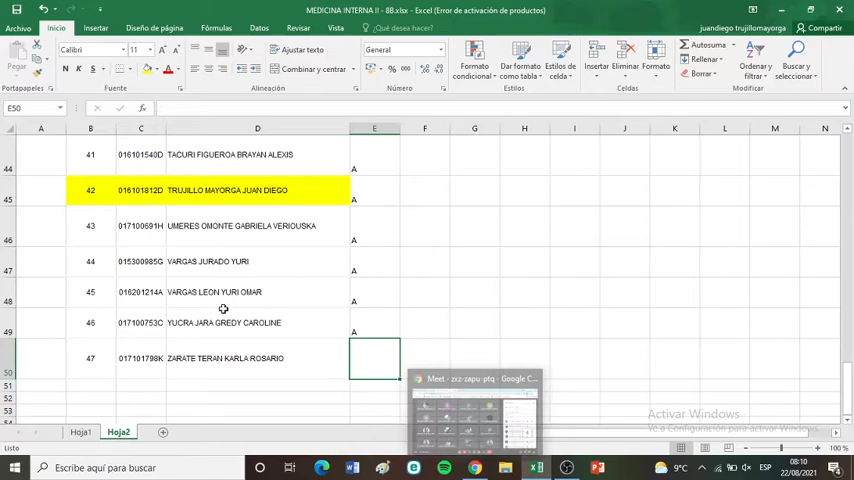 MEDICINA INTERNA II - 8B.xlsx - Excel (Error de activación de productos)
Archivo Inicio Insertar Diseño de página Fórmulas Datos Revisar Vista ¿Qué desea hacer? juandiego trujillomayorga Compartir
Calibri 11 Ajustar texto General Autosuma
Pegar N K S Combinar y centrar % 000 Formato condicional Dar formato como tabla Estilos de celda Insertar Eliminar Formato Rellenar Borrar Ordenar y filtrar Buscar y seleccionar
Portapapeles Fuente Alineación Número Estilos Celdas Modificar
E50 fx
A B C D E F G H I J K L M N
41 016101540D TACURI FIGUEROA BRAYAN ALEXIS
44 A
42 016101812D TRUJILLO MAYORGA JUAN DIEGO
45 A
43 017100691H UMERES OMONTE GABRIELA VERIOUSKA
46 A
44 015300985G VARGAS JURADO YURI
47 A
45 016201214A VARGAS LEON YURI OMAR
48 A
46 017100753C YUCRA JARA GREDY CAROLINE
49 A
47 017101798K ZARATE TERAN KARLA ROSARIO
50
51
52
53
Meet - zxz-zapu-ptq - Google C...
Activar Windows
Ve a Configuración para activar Windows.
Hoja1 Hoja2
Listo 100 %
Escribe aquí para buscar 9°C ESP 08:10
22/08/2021